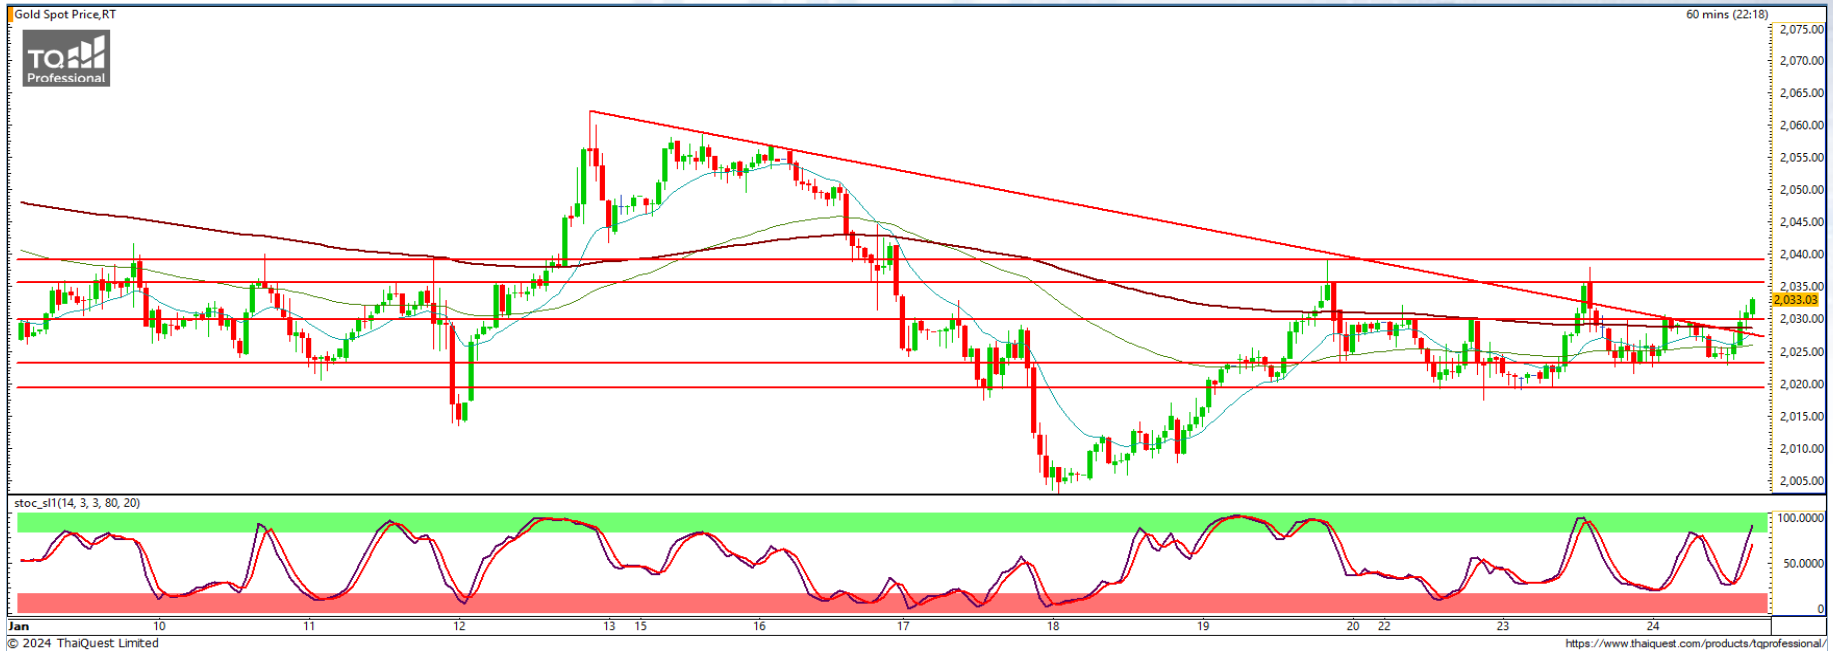 Gold Spot Price,RT
60 mins (22:18)
TQ
Professional
2,075.00
2,070.00
2,065.00
2,060.00
2,055.00
2,050.00
2,045.00
2,040.00
2,035.00
2,033.03
2,030.00
2,025.00
2,020.00
2,015.00
2,010.00
2,005.00
stoc_sl1(14, 3, 3, 80, 20)
100.0000
50.0000
0
Jan 10 11 12 13 15 16 17 18 19 20 22 23 24
© 2024 ThaiQuest Limited
https://www.thaiquest.com/products/tqprofessional/